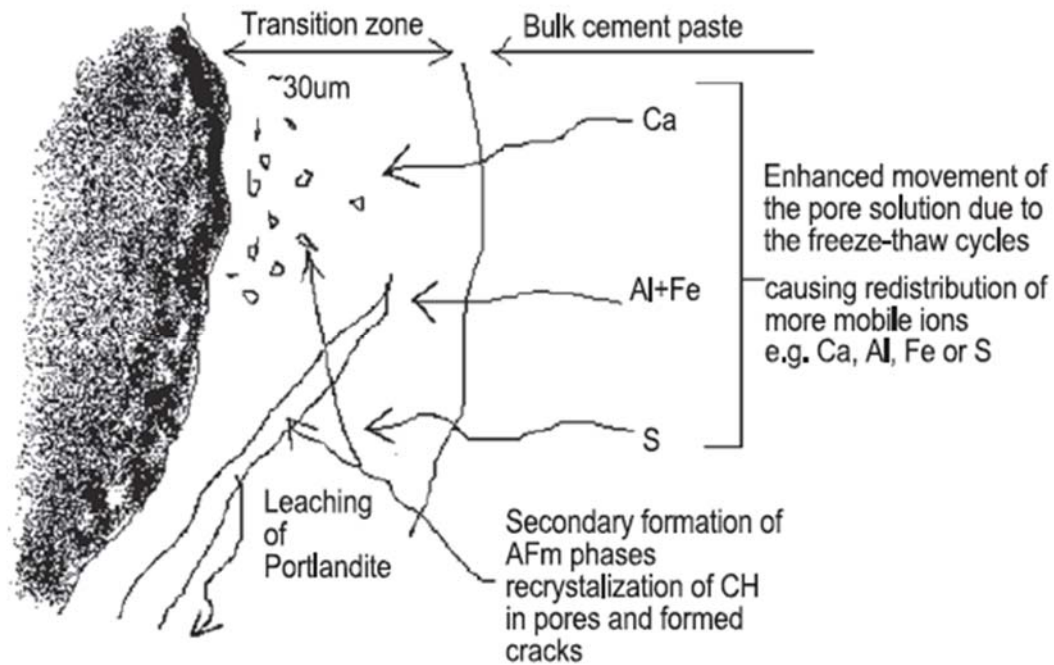 Transition zone
Bulk cement paste
~30um
Ca
Enhanced movement of
the pore solution due to
the freeze-thaw cycles
causing redistribution of
more mobile ions
e.g. Ca, Al, Fe or S
Al+Fe
S
Leaching
of
Portlandite
Secondary formation of
AFm phases
recrystalization of CH
in pores and formed
cracks